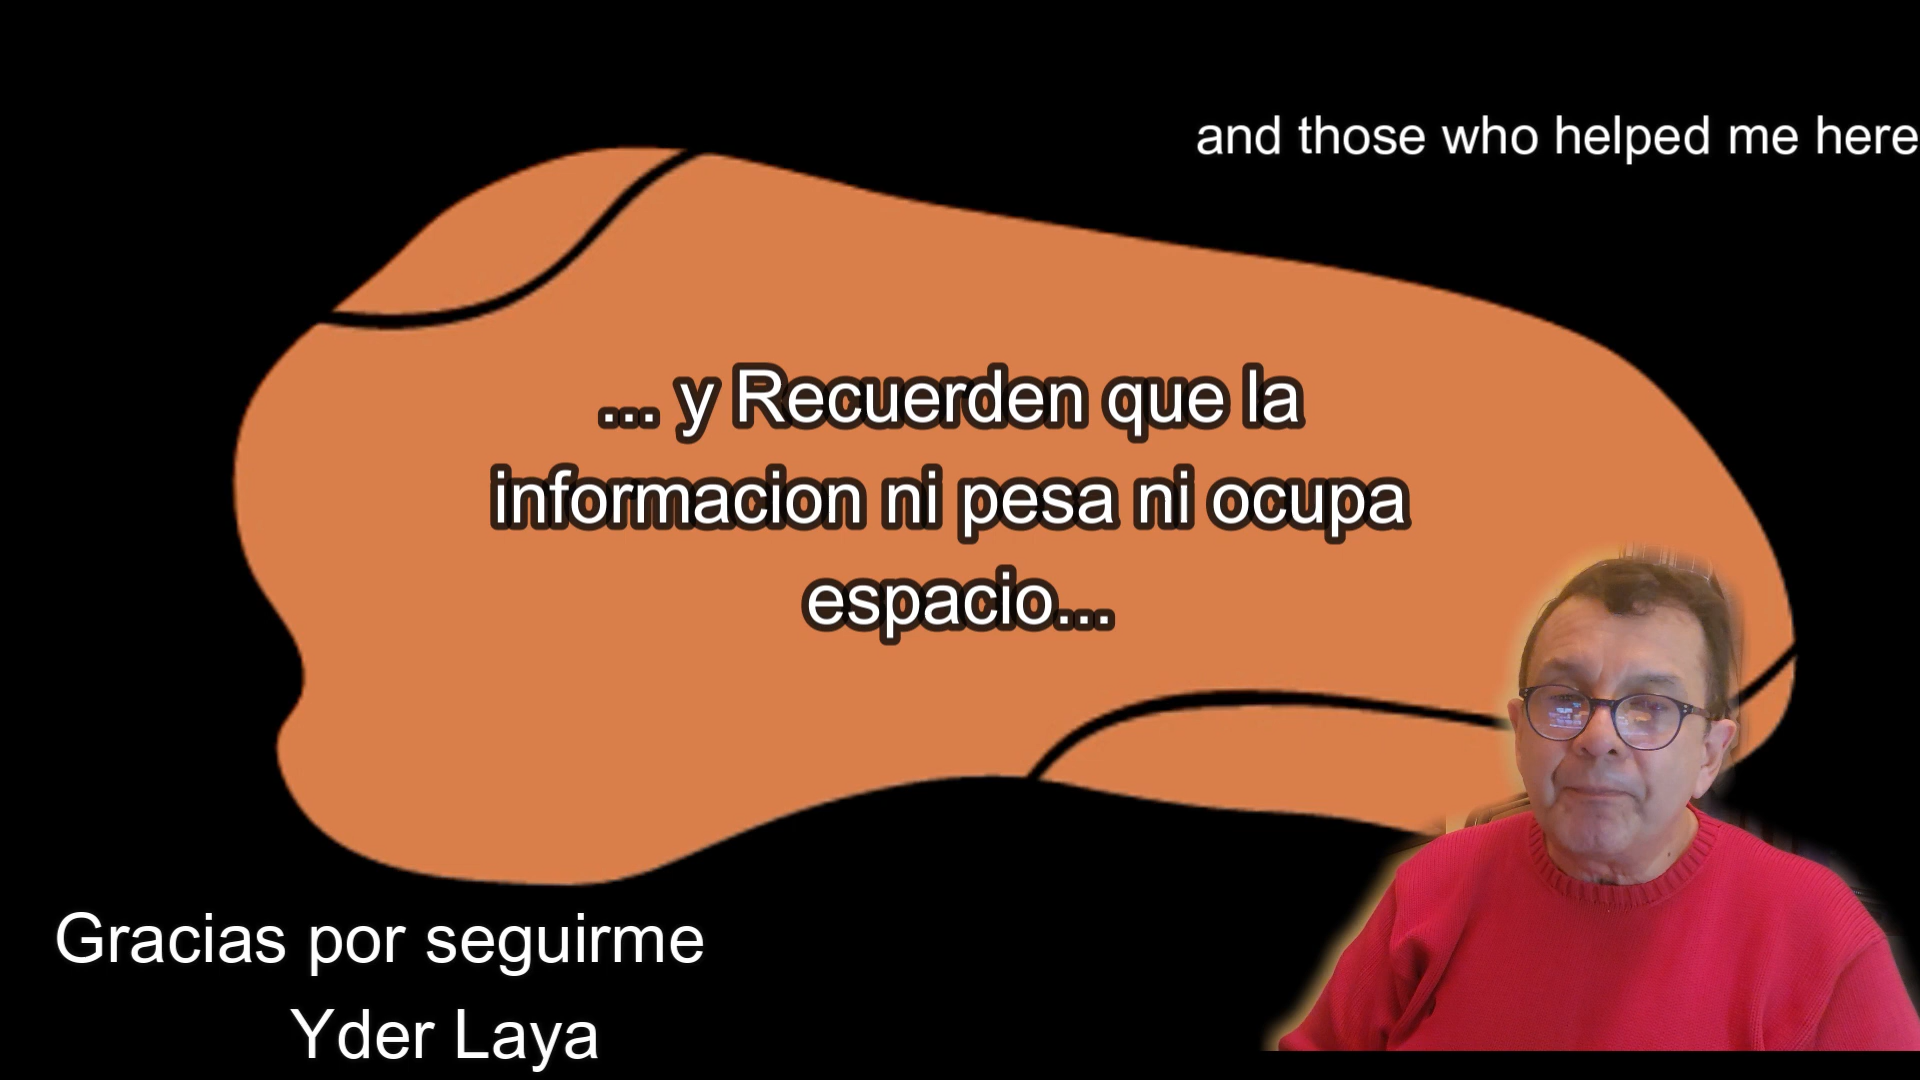 and those who helped me here
... y Recuerden que la
informacion ni pesa ni ocupa
espacio...
Gracias por seguirme
Yder Laya